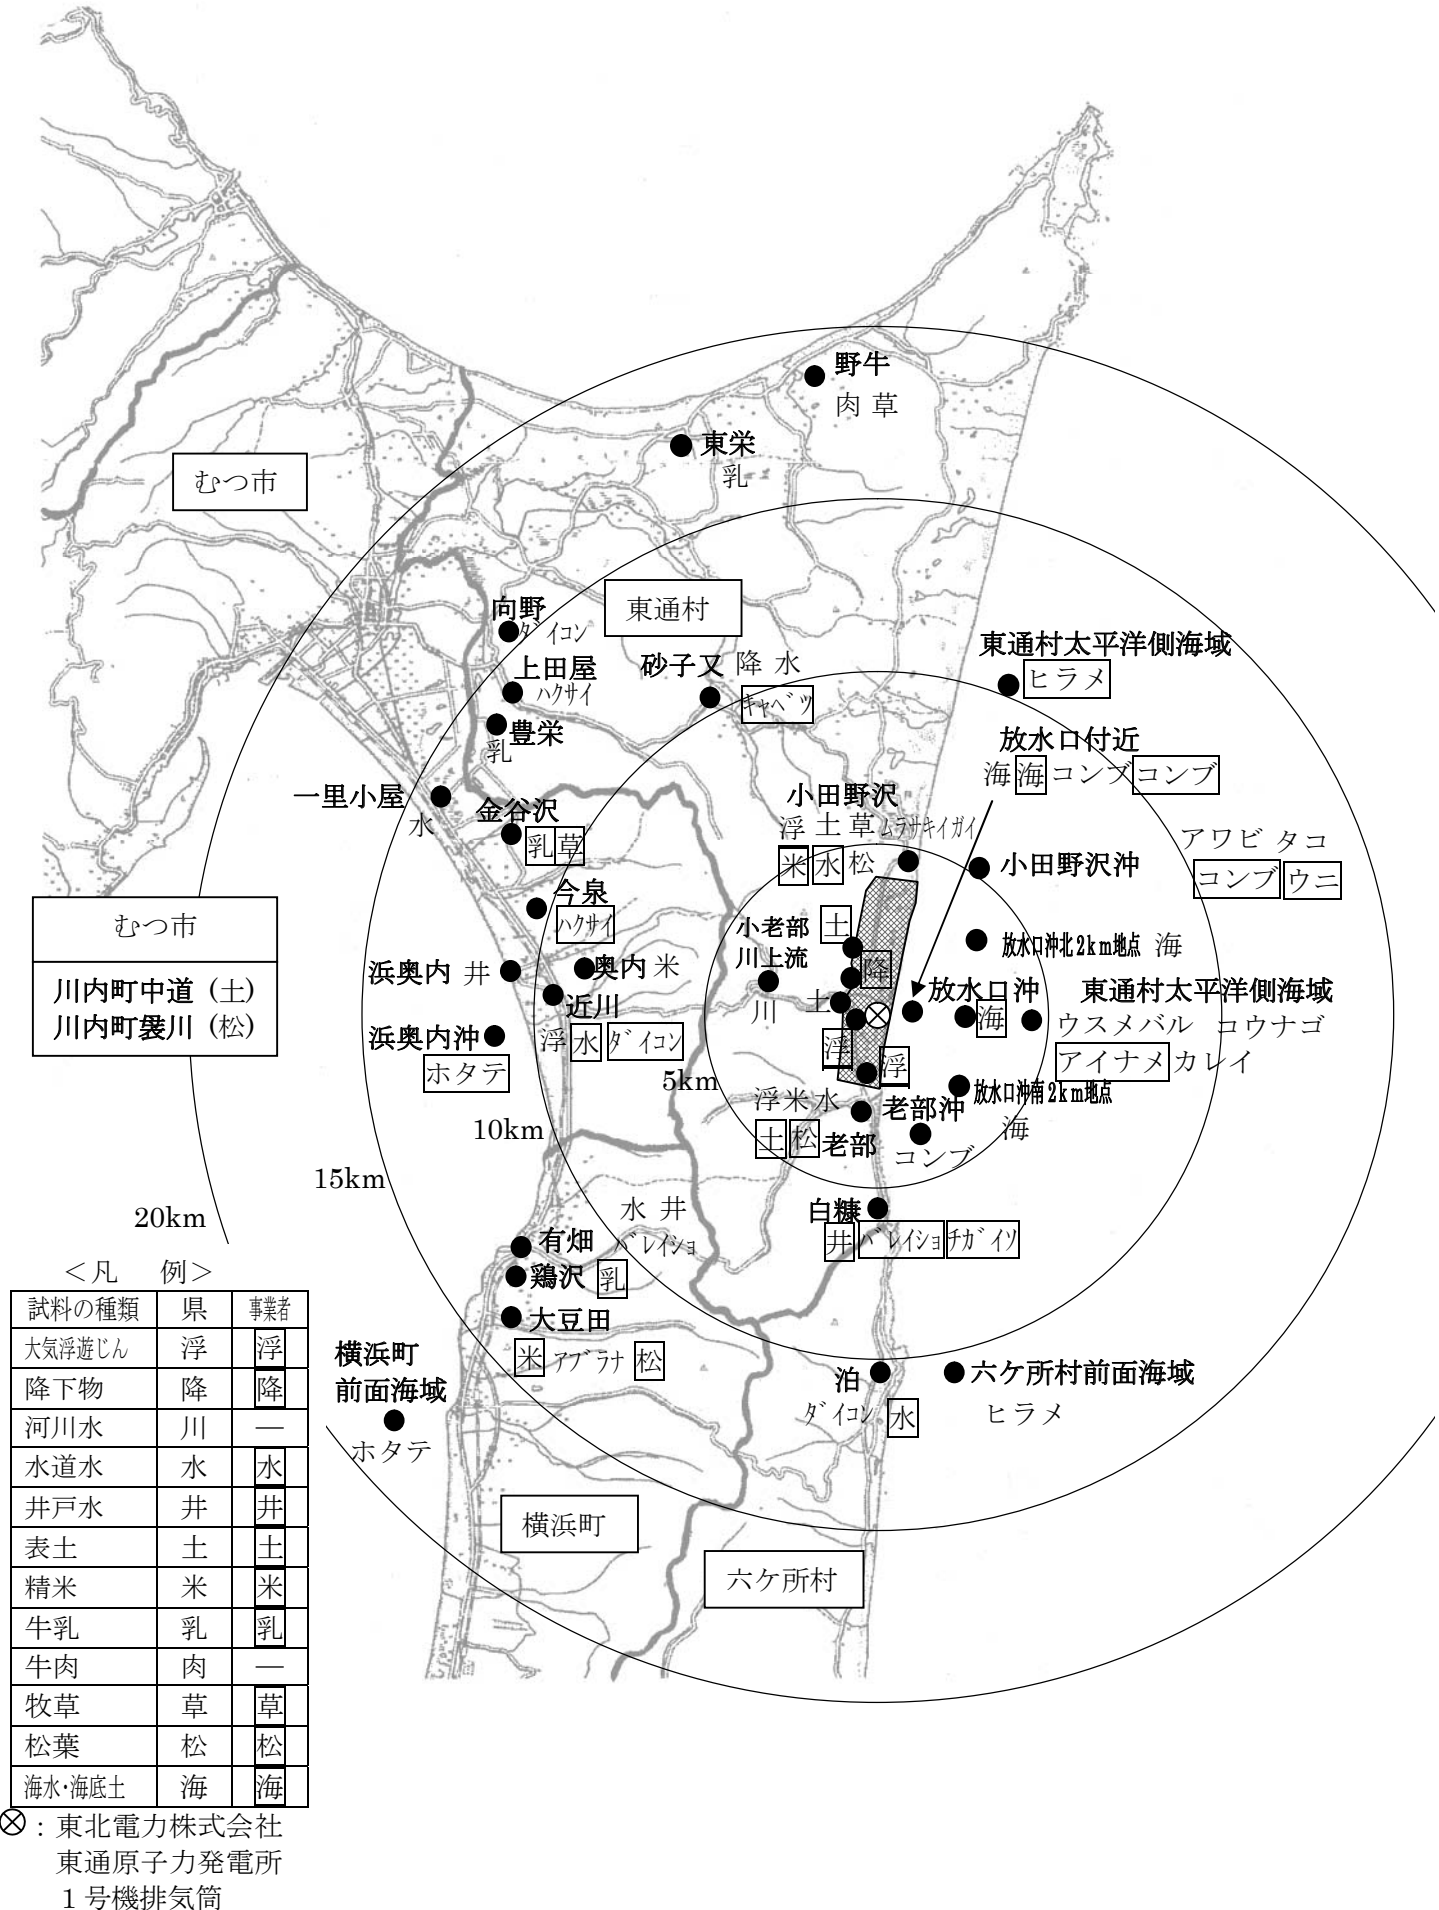 野牛
肉 草
東栄
乳
むつ市
東通村
向野
ダイコン
上田屋
ハクサイ
豊栄
乳
砂子又 降 水
キャベツ
東通村太平洋側海域
ヒラメ
放水口付近
海 海 コンブ コンブ
一里小屋
水
金谷沢
乳 草
小田野沢
浮 土 草 ムラサキイガイ
米 水 松
小田野沢沖
アワビ タコ
コンブ ウニ
今泉
ハクサイ
むつ市
川内町中道（土）
川内町袰川（松）
浜奥内 井
奥内 米
近川
浮 水 ダイコン
浜奥内沖
ホタテ
小老部
川上流
川
土
降
土
浮
浮
放水口沖北2km地点 海
放水口沖
海
東通村太平洋側海域
ウスメバル コウナゴ
アイナメ カレイ
放水口沖南2km地点
海
5km
10km
15km
20km
浮 米 水
土 松 老部
老部沖
コンブ
白糠
井 バレイショ チガイソ
水 井
有畑 バレイショ
鶏沢 乳
大豆田
米 アブラナ 松
横浜町
前面海域
ホタテ
泊
ダイコン 水
六ケ所村前面海域
ヒラメ
横浜町
六ケ所村
＜凡 例＞
試料の種類 県 事業者
大気浮遊じん 浮 浮
降下物 降 降
河川水 川 ―
水道水 水 水
井戸水 井 井
表土 土 土
精米 米 米
牛乳 乳 乳
牛肉 肉 ―
牧草 草 草
松葉 松 松
海水・海底土 海 海
⊗：東北電力株式会社
東通原子力発電所
１号機排気筒